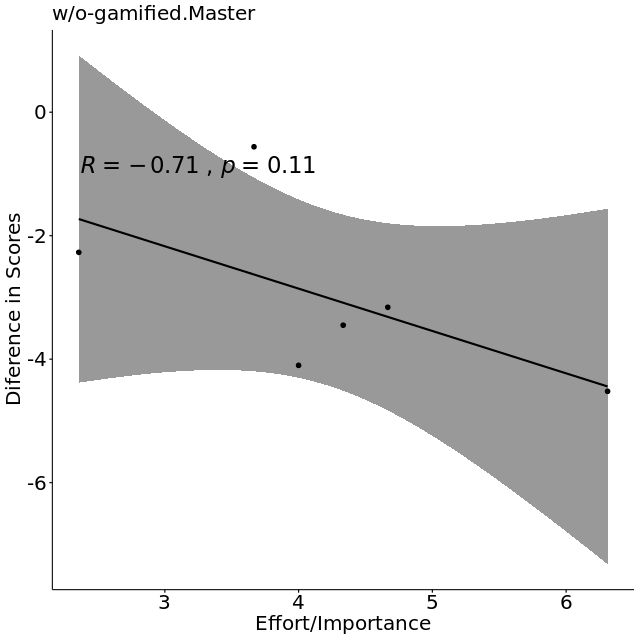 w/o-gamified.Master
0
R = −0.71 , p = 0.11
-2
-4
-6
Diference in Scores
3 4 5 6
Effort/Importance